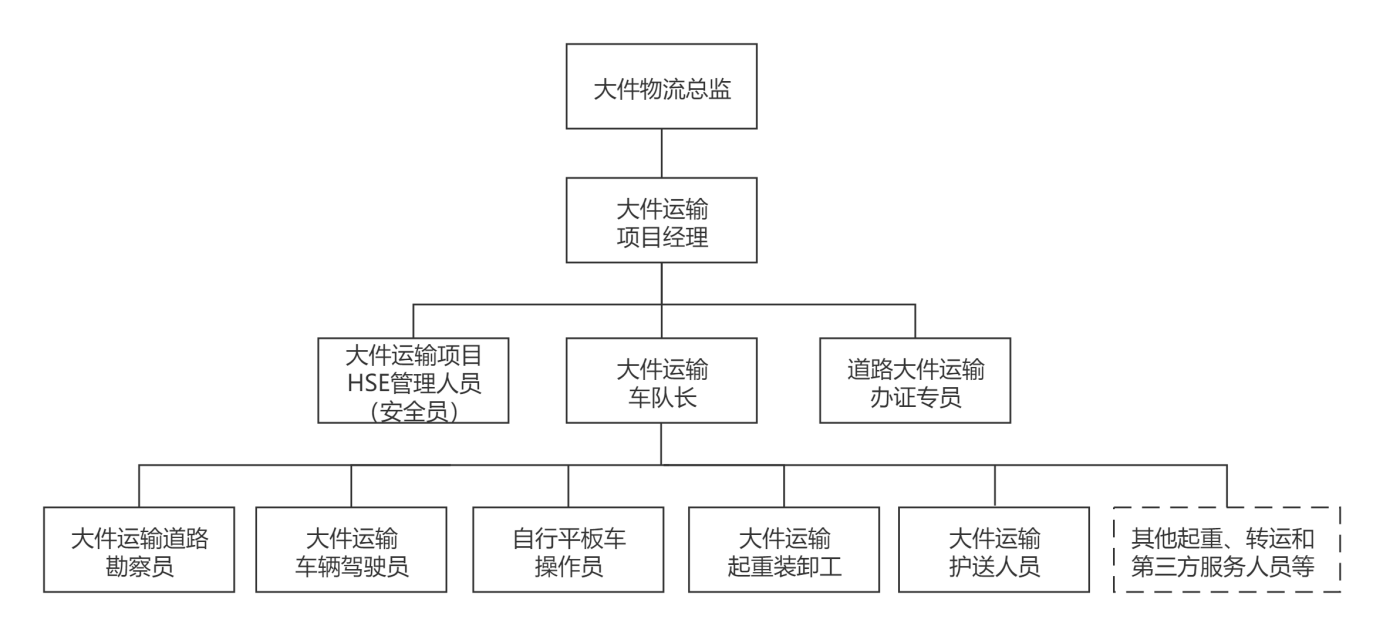 大件物流总监
大件运输
项目经理
大件运输项目
HSE管理人员
（安全员）
大件运输
车队长
道路大件运输
办证专员
大件运输道路
勘察员
大件运输
车辆驾驶员
自行平板车
操作员
大件运输
起重装卸工
大件运输
护送人员
其他起重、转运和
第三方服务人员等